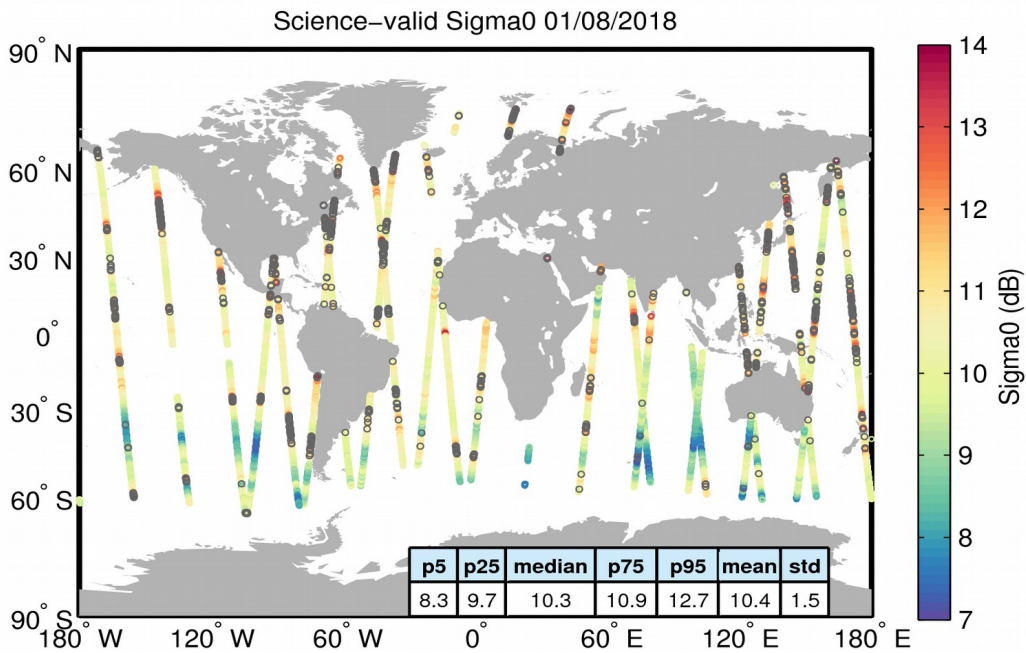 Science−valid Sigma0 01/08/2018
90° N
60° N
30° N
0°
30° S
60° S
90° S
180° W
120° W
60° W
0°
60° E
120° E
180° E
p5 p25 median p75 p95 mean std
8.3 9.7 10.3 10.9 12.7 10.4 1.5
14
13
12
11
10
9
8
7
Sigma0 (dB)